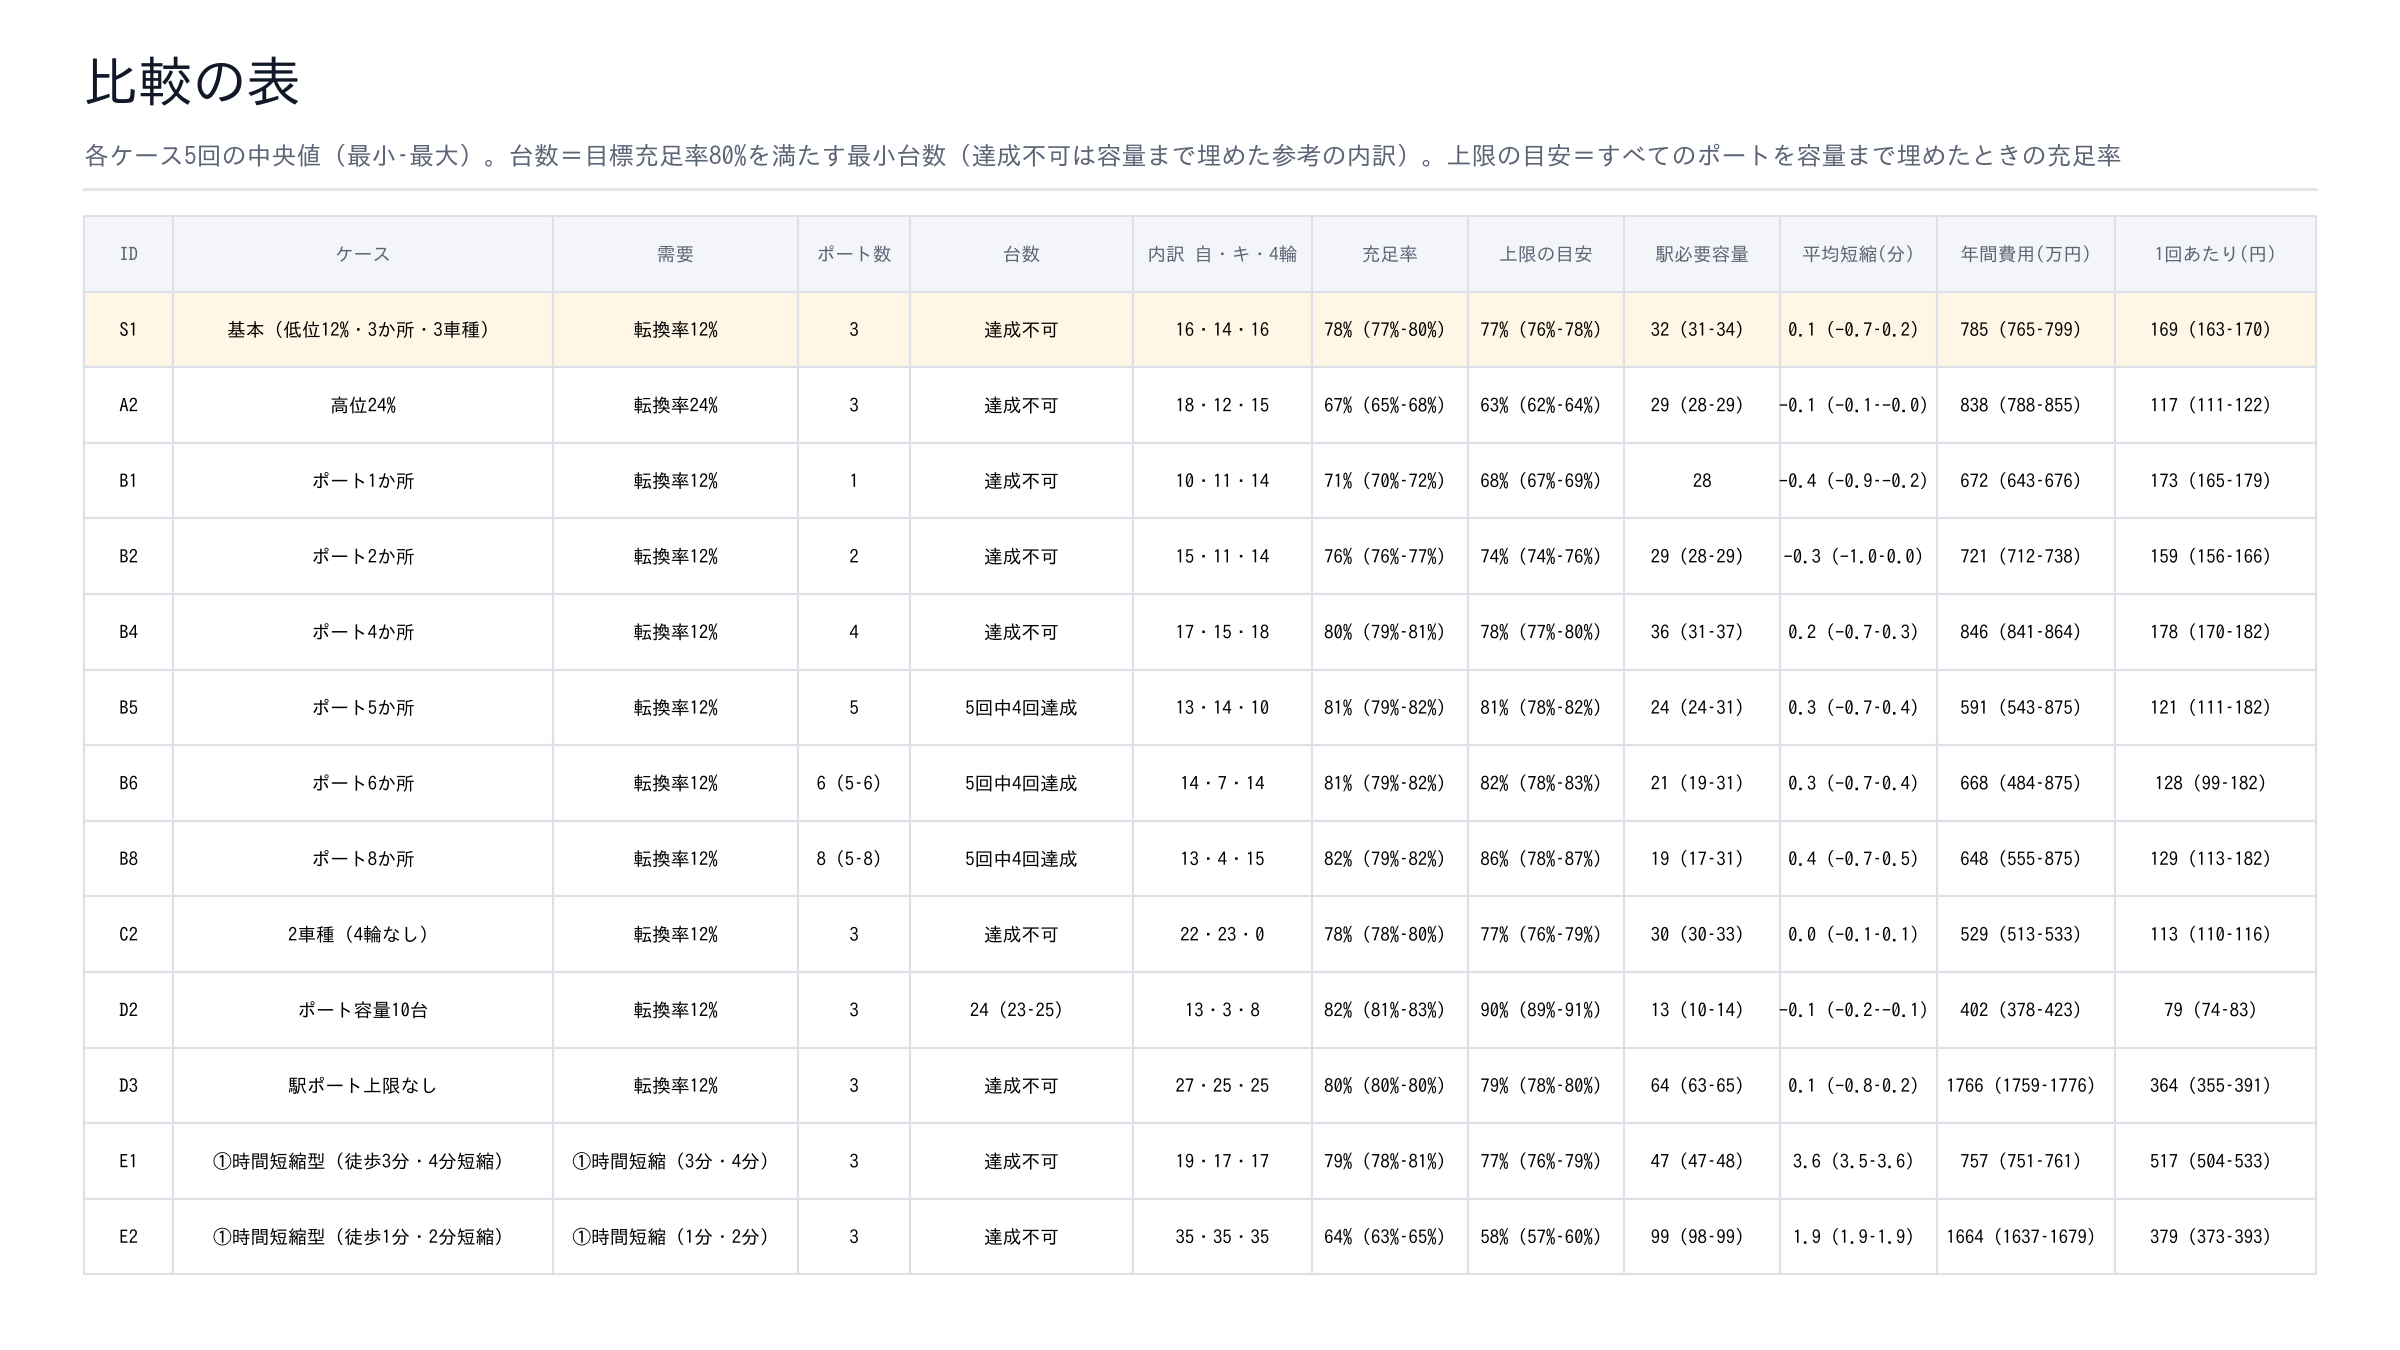 比較の表
各ケース5回の中央値（最小-最大）。台数＝目標充足率80%を満たす最小台数（達成不可は容量まで埋めた参考の内訳）。上限の目安＝すべてのポートを容量まで埋めたときの充足率
ID ケース 需要 ポート数 台数 内訳 自・キ・4輪 充足率 上限の目安 駅必要容量 平均短縮(分) 年間費用(万円) 1回あたり(円)
S1 基本（低位12%・3か所・3車種） 転換率12% 3 達成不可 16・14・16 78% (77%-80%) 77% (76%-78%) 32 (31-34) 0.1 (−0.7-0.2) 785 (765-799) 169 (163-170)
A2 高位24% 転換率24% 3 達成不可 18・12・15 67% (65%-68%) 63% (62%-64%) 29 (28-29) −0.1 (−0.1-−0.0) 838 (788-855) 117 (111-122)
B1 ポート1か所 転換率12% 1 達成不可 10・11・14 71% (70%-72%) 68% (67%-69%) 28 −0.4 (−0.9-−0.2) 672 (643-676) 173 (165-179)
B2 ポート2か所 転換率12% 2 達成不可 15・11・14 76% (76%-77%) 74% (74%-76%) 29 (28-29) −0.3 (−1.0-0.0) 721 (712-738) 159 (156-166)
B4 ポート4か所 転換率12% 4 達成不可 17・15・18 80% (79%-81%) 78% (77%-80%) 36 (31-37) 0.2 (−0.7-0.3) 846 (841-864) 178 (170-182)
B5 ポート5か所 転換率12% 5 5回中4回達成 13・14・10 81% (79%-82%) 81% (78%-82%) 24 (24-31) 0.3 (−0.7-0.4) 591 (543-875) 121 (111-182)
B6 ポート6か所 転換率12% 6 (5-6) 5回中4回達成 14・7・14 81% (79%-82%) 82% (78%-83%) 21 (19-31) 0.3 (−0.7-0.4) 668 (484-875) 128 (99-182)
B8 ポート8か所 転換率12% 8 (5-8) 5回中4回達成 13・4・15 82% (79%-82%) 86% (78%-87%) 19 (17-31) 0.4 (−0.7-0.5) 648 (555-875) 129 (113-182)
C2 2車種（4輪なし） 転換率12% 3 達成不可 22・23・0 78% (78%-80%) 77% (76%-79%) 30 (30-33) 0.0 (−0.1-0.1) 529 (513-533) 113 (110-116)
D2 ポート容量10台 転換率12% 3 24 (23-25) 13・3・8 82% (81%-83%) 90% (89%-91%) 13 (10-14) −0.1 (−0.2-−0.1) 402 (378-423) 79 (74-83)
D3 駅ポート上限なし 転換率12% 3 達成不可 27・25・25 80% (80%-80%) 79% (78%-80%) 64 (63-65) 0.1 (−0.8-0.2) 1766 (1759-1776) 364 (355-391)
E1 ①時間短縮型（徒歩3分・4分短縮） ①時間短縮（3分・4分） 3 達成不可 19・17・17 79% (78%-81%) 77% (76%-79%) 47 (47-48) 3.6 (3.5-3.6) 757 (751-761) 517 (504-533)
E2 ①時間短縮型（徒歩1分・2分短縮） ①時間短縮（1分・2分） 3 達成不可 35・35・35 64% (63%-65%) 58% (57%-60%) 99 (98-99) 1.9 (1.9-1.9) 1664 (1637-1679) 379 (373-393)